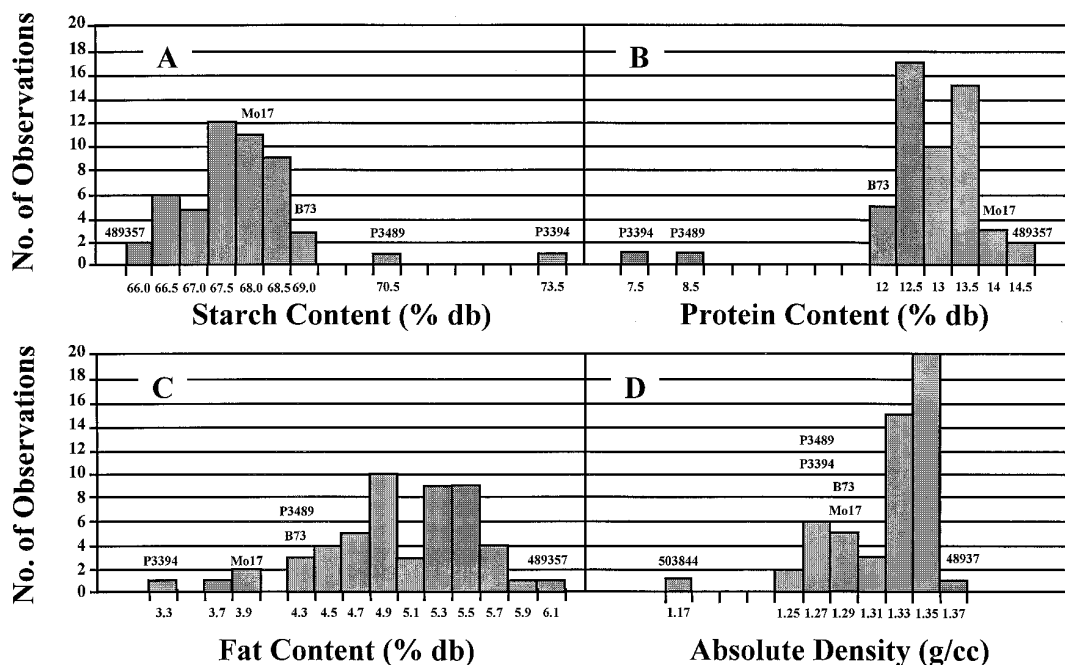 No. of Observations
20
18
16
14
12
10
8
6
4
2
0
A
Mo17
B73
489357
P3489
P3394
66.0 66.5 67.0 67.5 68.0 68.5 69.0 70.5 73.5
Starch Content (% db)
B
B73
P3394 P3489
Mo17
489357
7.5 8.5 12 12.5 13 13.5 14 14.5
Protein Content (% db)
No. of Observations
20
18
16
14
12
10
8
6
4
2
0
C
P3489
B73
P3394 Mo17
489357
3.3 3.7 3.9 4.3 4.5 4.7 4.9 5.1 5.3 5.5 5.7 5.9 6.1
Fat Content (% db)
D
P3489
P3394
B73
Mo17
503844
48937
1.17 1.25 1.27 1.29 1.31 1.33 1.35 1.37
Absolute Density (g/cc)